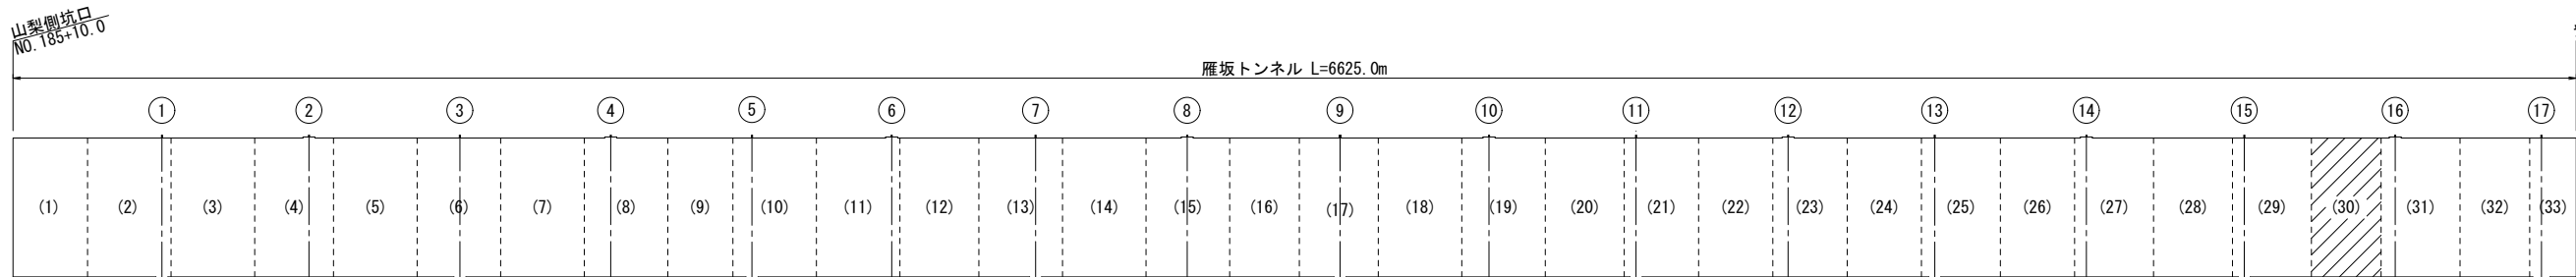 山梨側坑口
NO.185+10.0
雁坂トンネル L=6625.0m
① ② ③ ④ ⑤ ⑥ ⑦ ⑧ ⑨ ⑩ ⑪ ⑫ ⑬ ⑭ ⑮ ⑯ ⑰
(1) (2) (3) (4) (5) (6) (7) (8) (9) (10) (11) (12) (13) (14) (15) (16) (17) (18) (19) (20) (21) (22) (23) (24) (25) (26) (27) (28) (29) (30) (31) (32) (33)